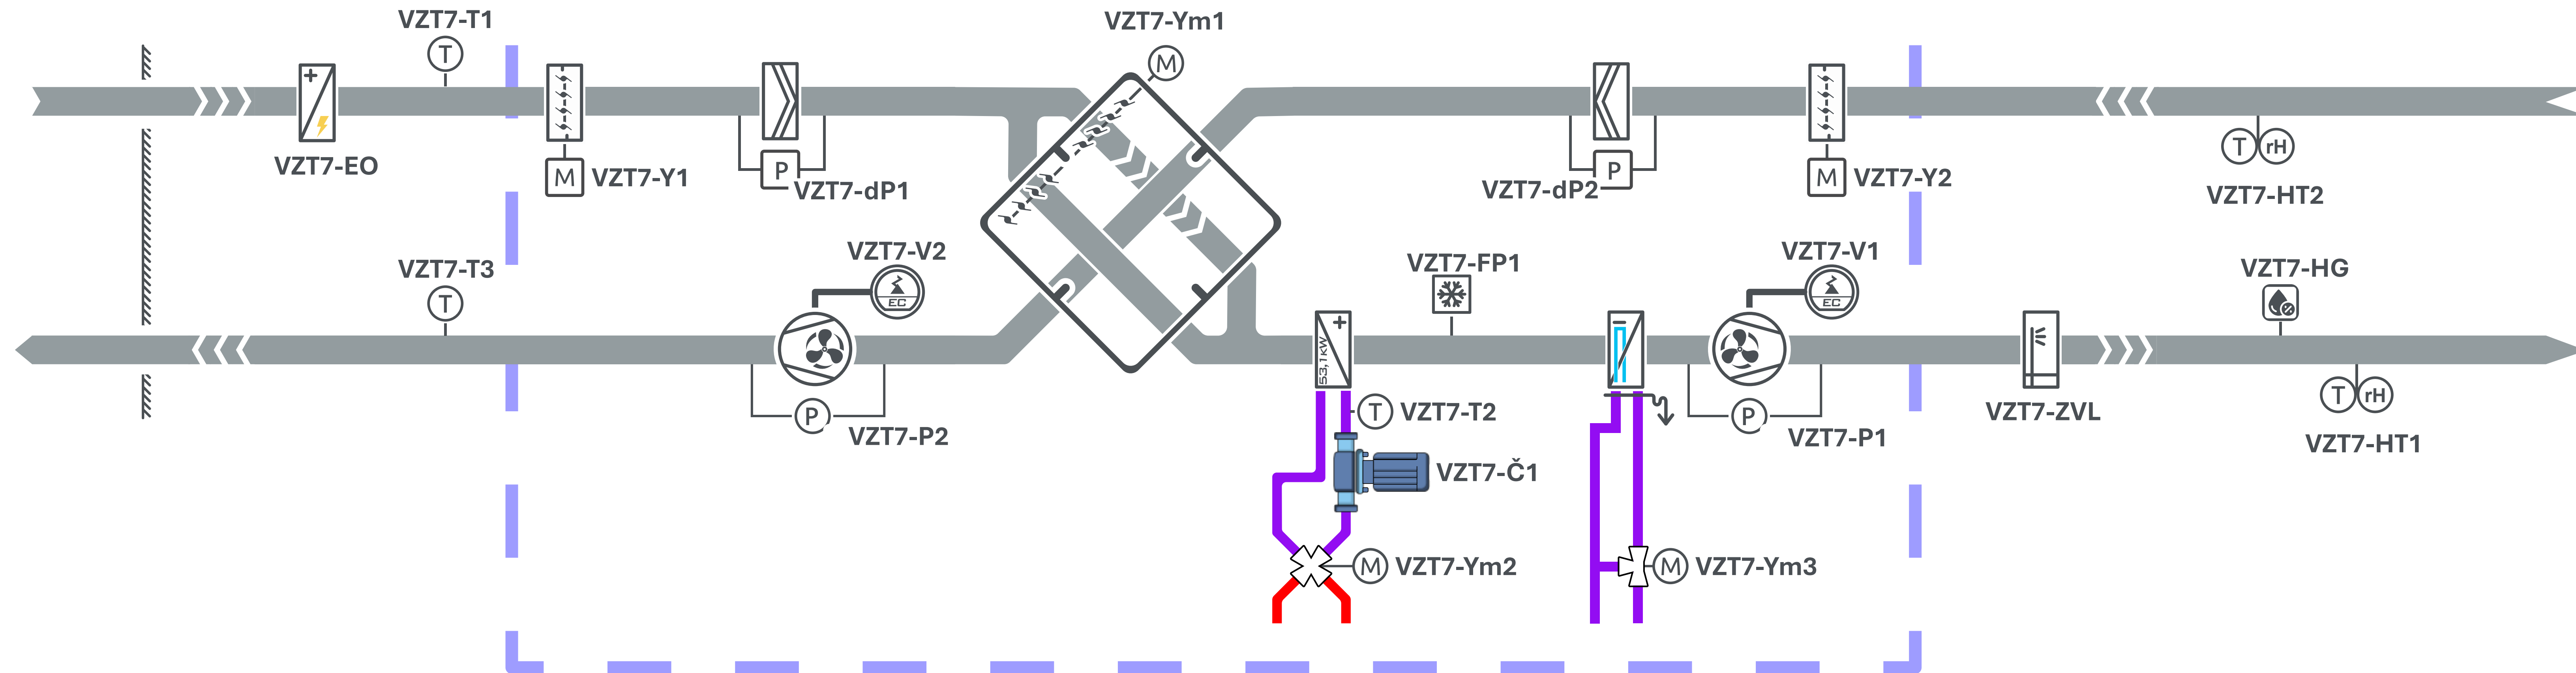 VZT7-T1
T
VZT7-EO
+
M
VZT7-Y1
P
VZT7-dP1
VZT7-Ym1
M
P
VZT7-dP2
M
VZT7-Y2
T
rH
VZT7-HT2
VZT7-T3
T
VZT7-V2
EC
P
VZT7-P2
+
53,1kW
VZT7-FP1
T
VZT7-T2
VZT7-Č1
M
VZT7-Ym2
M
VZT7-Ym3
VZT7-V1
EC
P
VZT7-P1
VZT7-ZVL
VZT7-HG
%
T
rH
VZT7-HT1